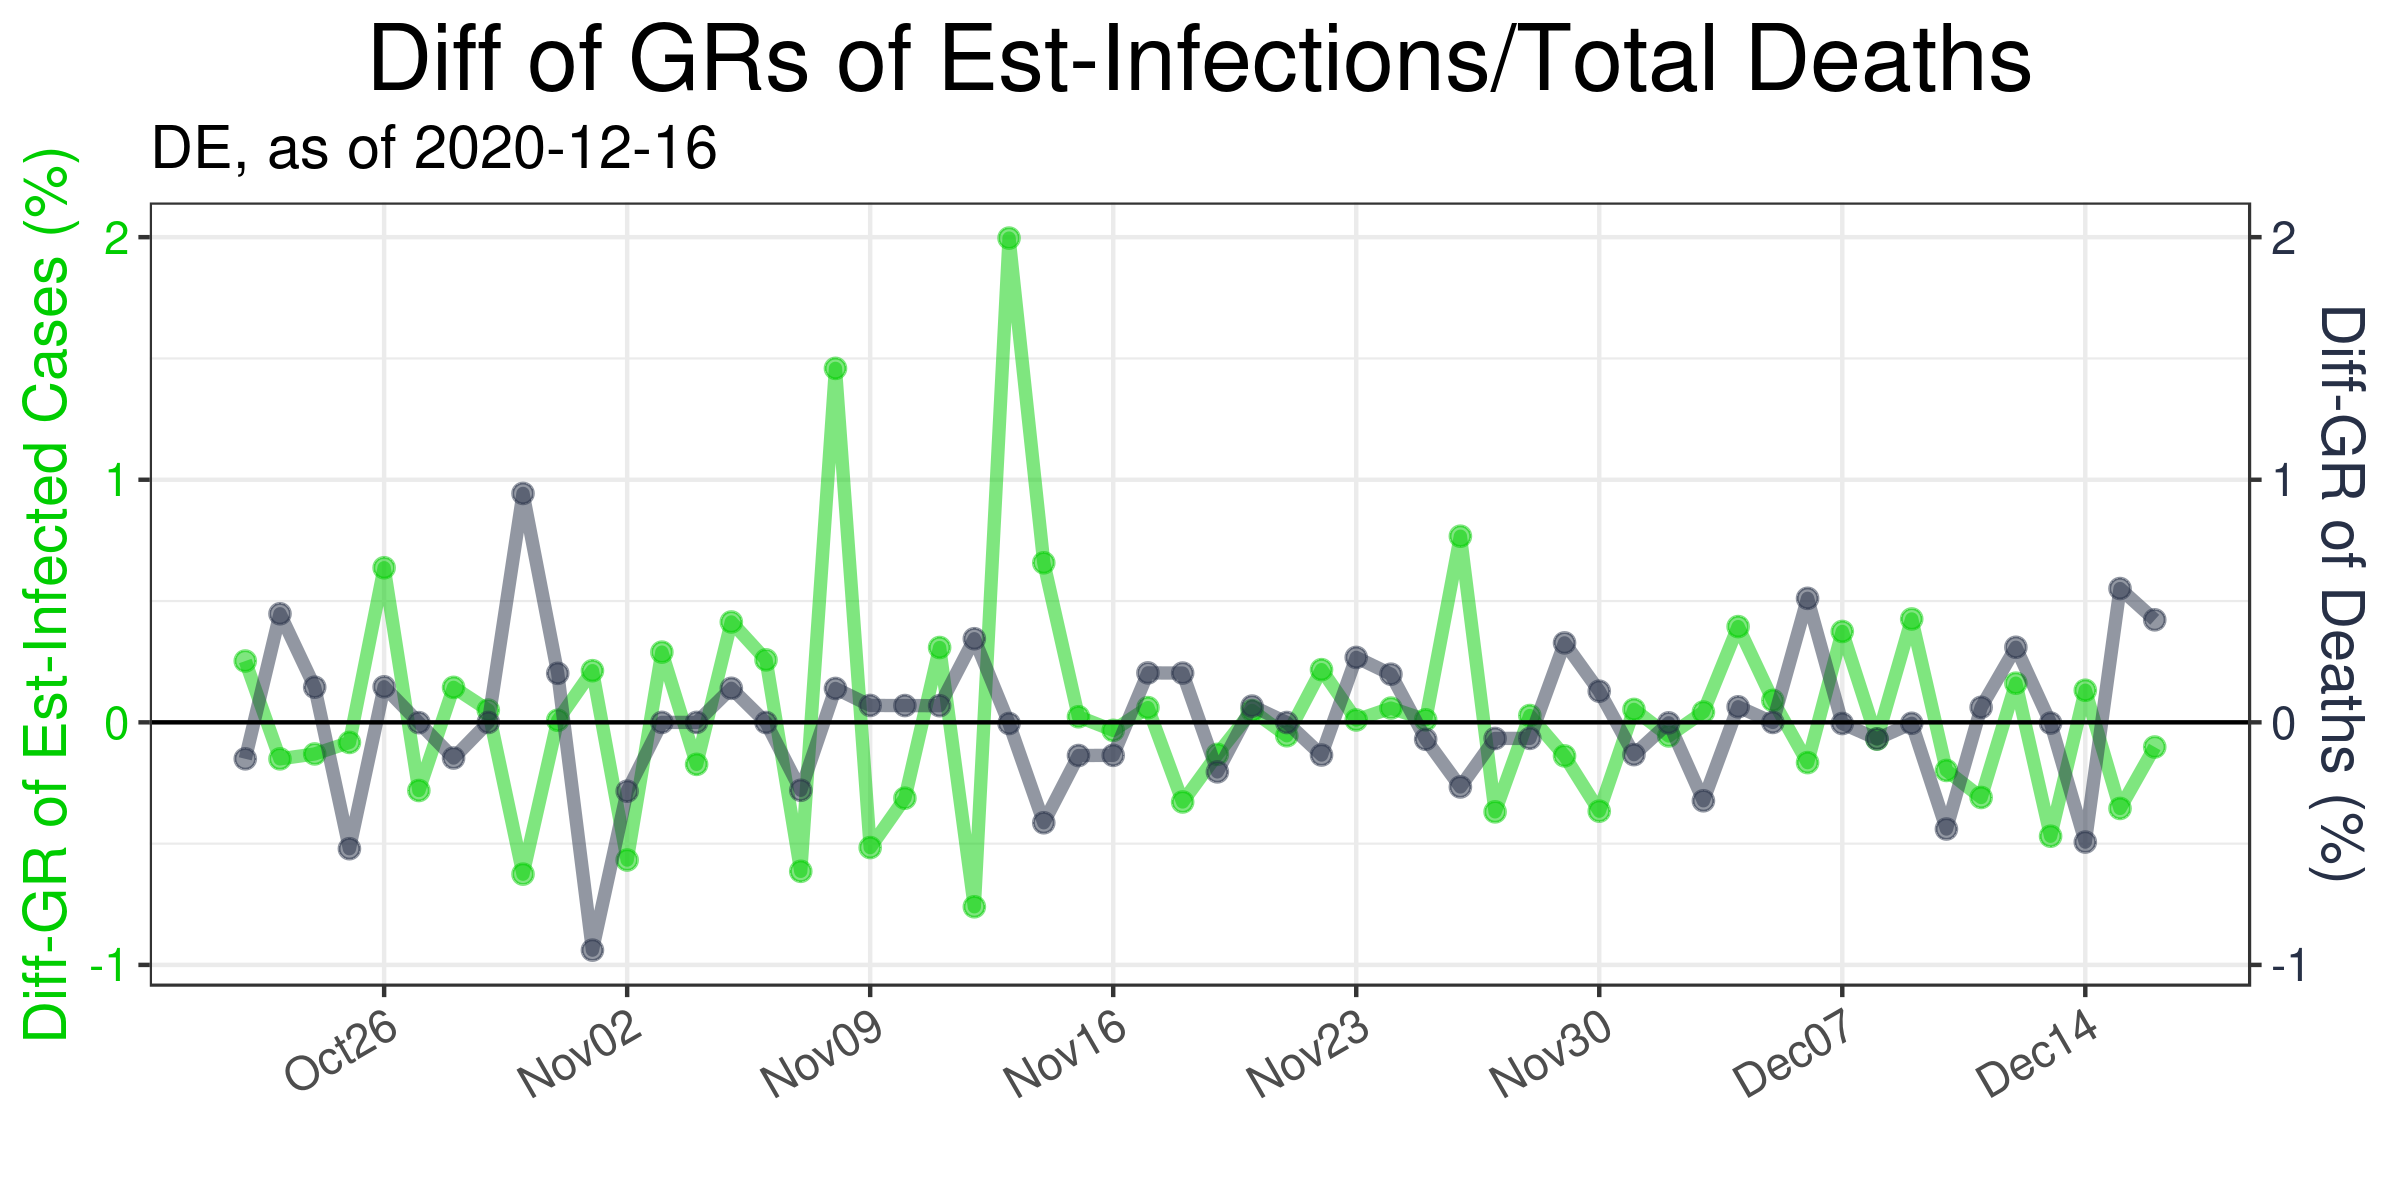 Diff of GRs of Est-Infections/Total Deaths
DE, as of 2020-12-16
Diff-GR of Est-Infected Cases (%)
2
1
0
-1
2
1
0
-1
Diff-GR of Deaths (%)
Oct26
Nov02
Nov09
Nov16
Nov23
Nov30
Dec07
Dec14